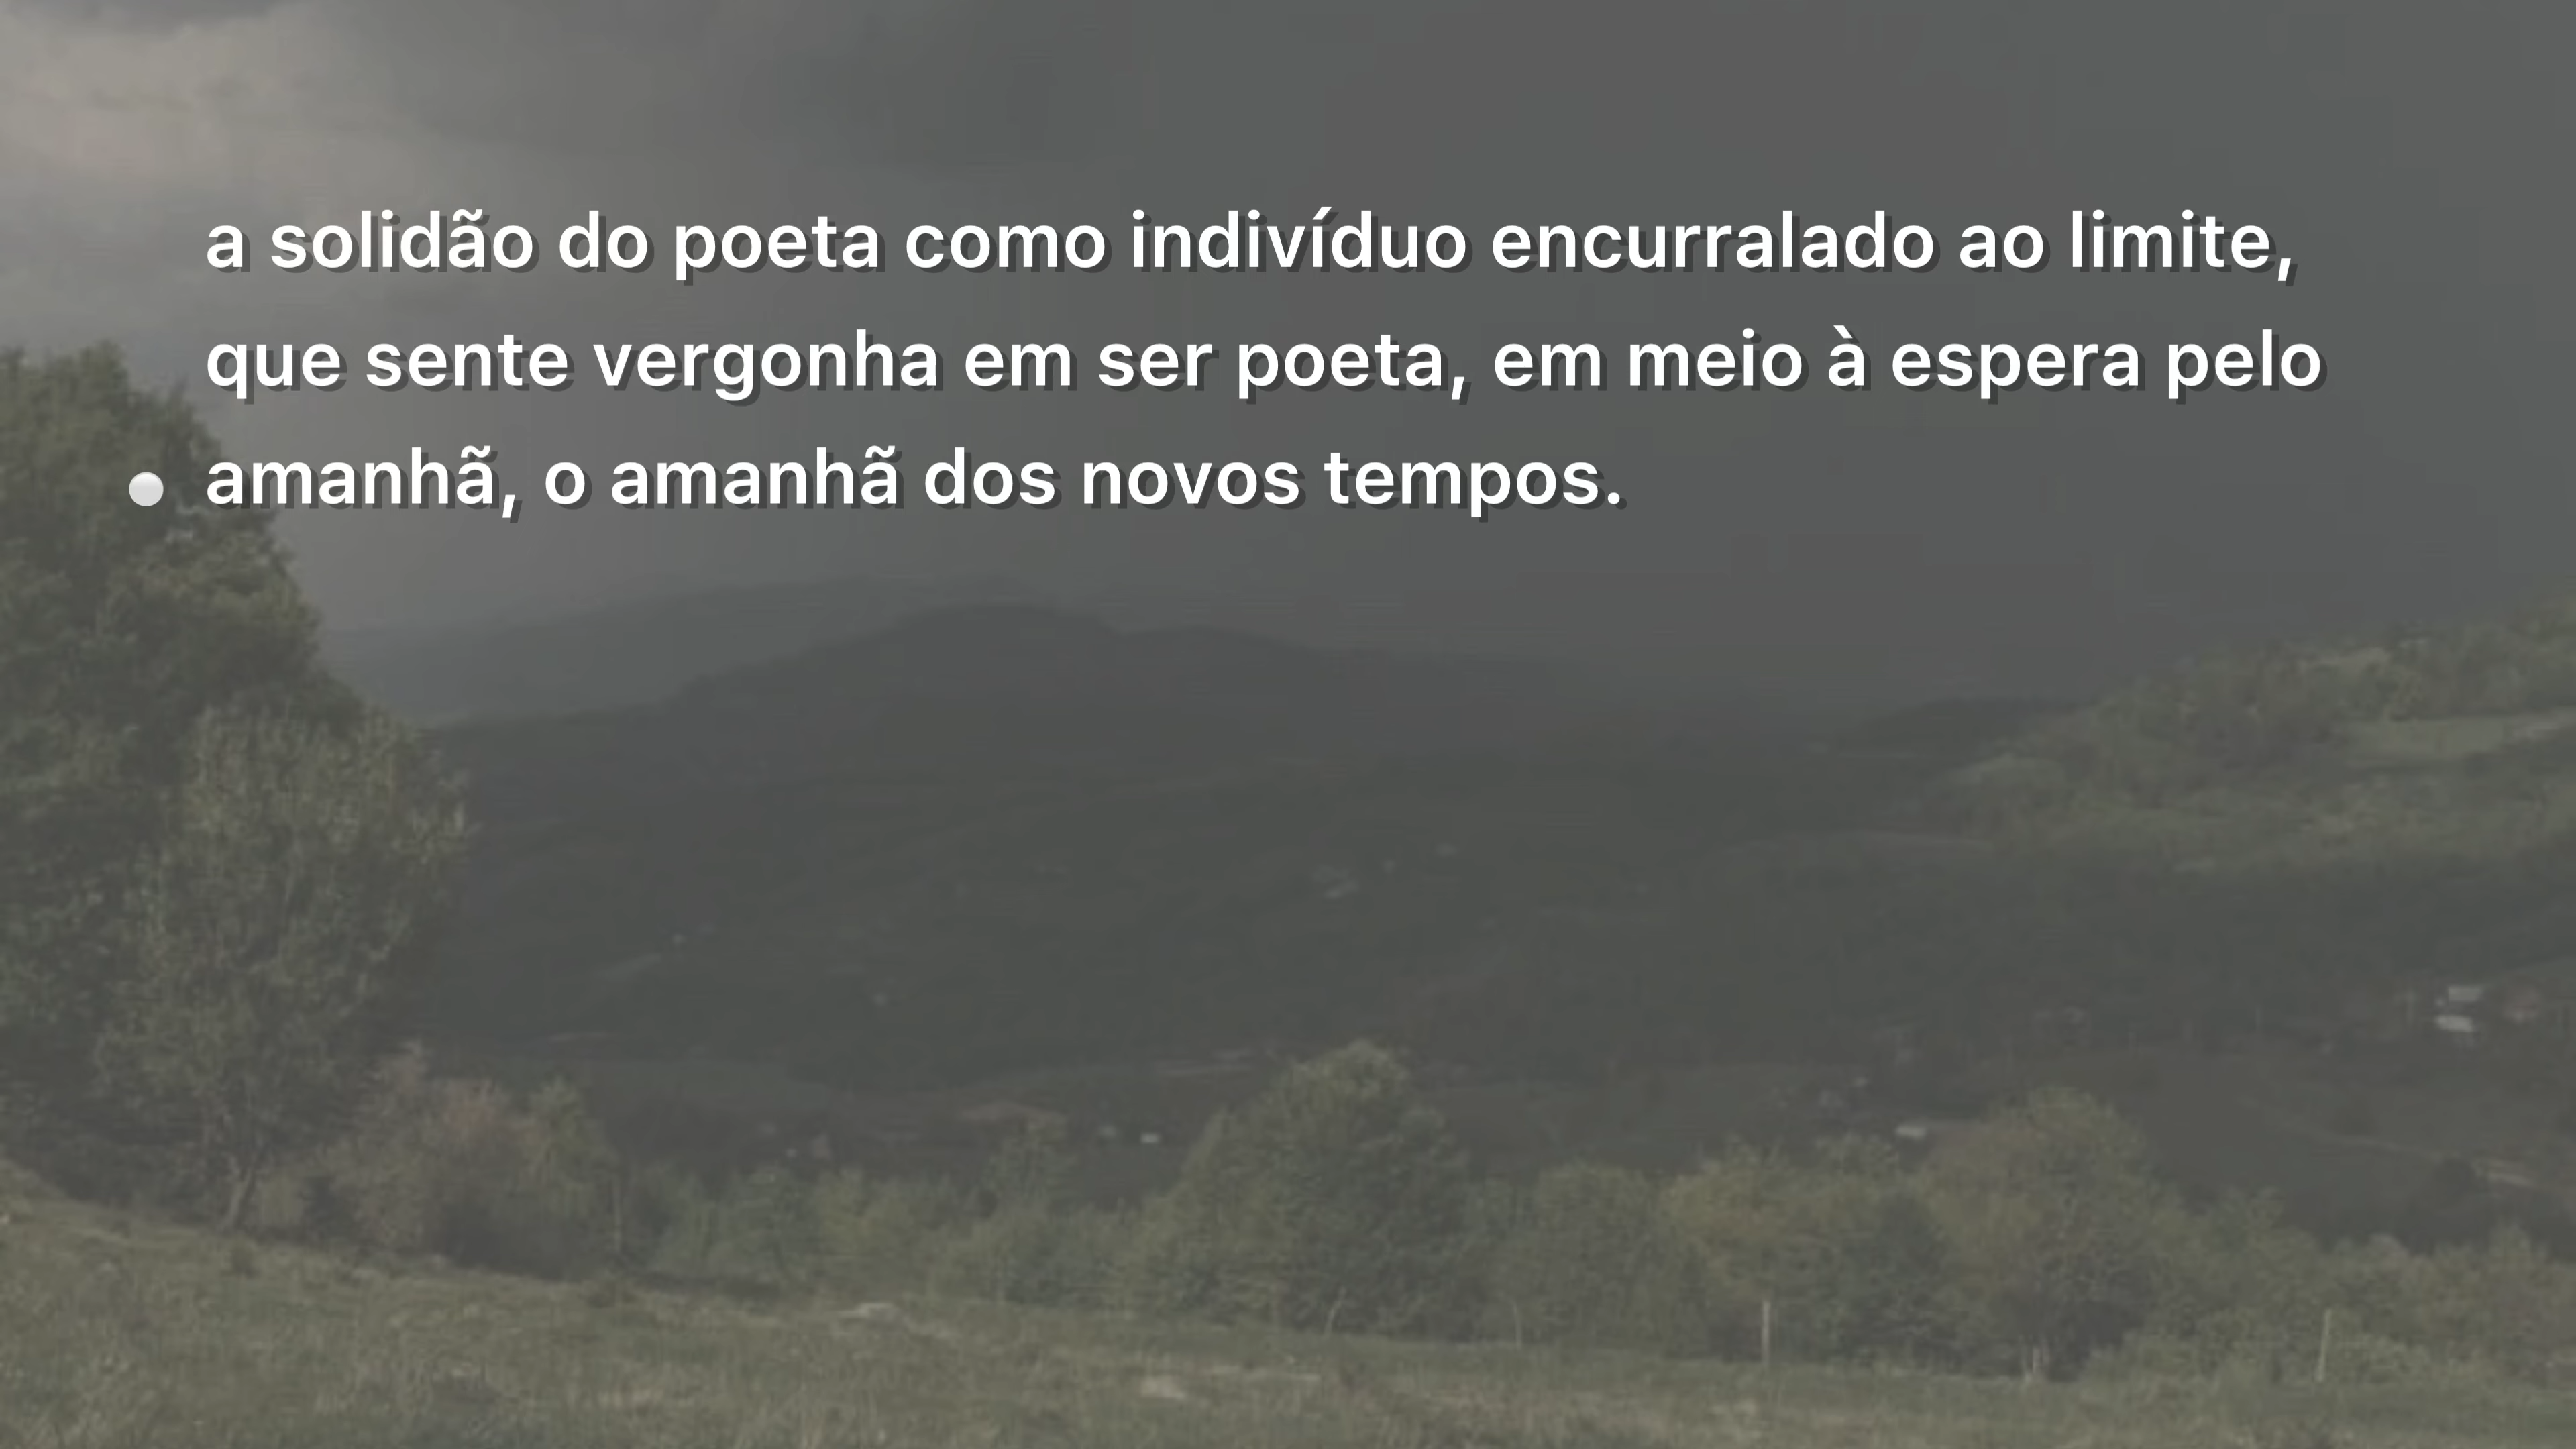 a solidão do poeta como indivíduo encurralado ao limite,
que sente vergonha em ser poeta, em meio à espera pelo
amanhã, o amanhã dos novos tempos.